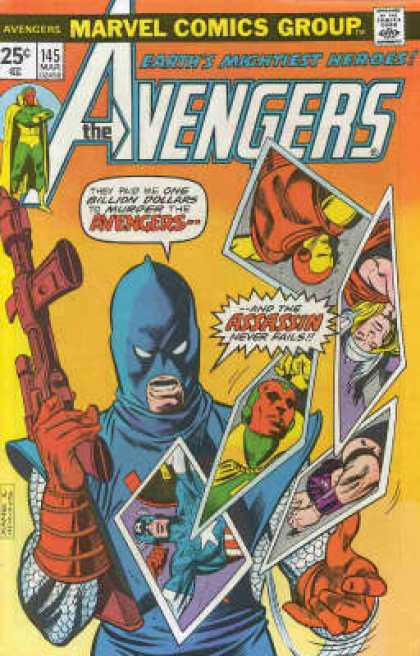 AVENGERS MARVEL COMICS GROUP™
25¢ 145
MAR
EARTH'S MIGHTIEST HEROES!
the AVENGERS
THEY PAID ME ONE
BILLION DOLLARS
TO MURDER THE
AVENGERS--
--AND THE
ASSASSIN
NEVER FAILS!!